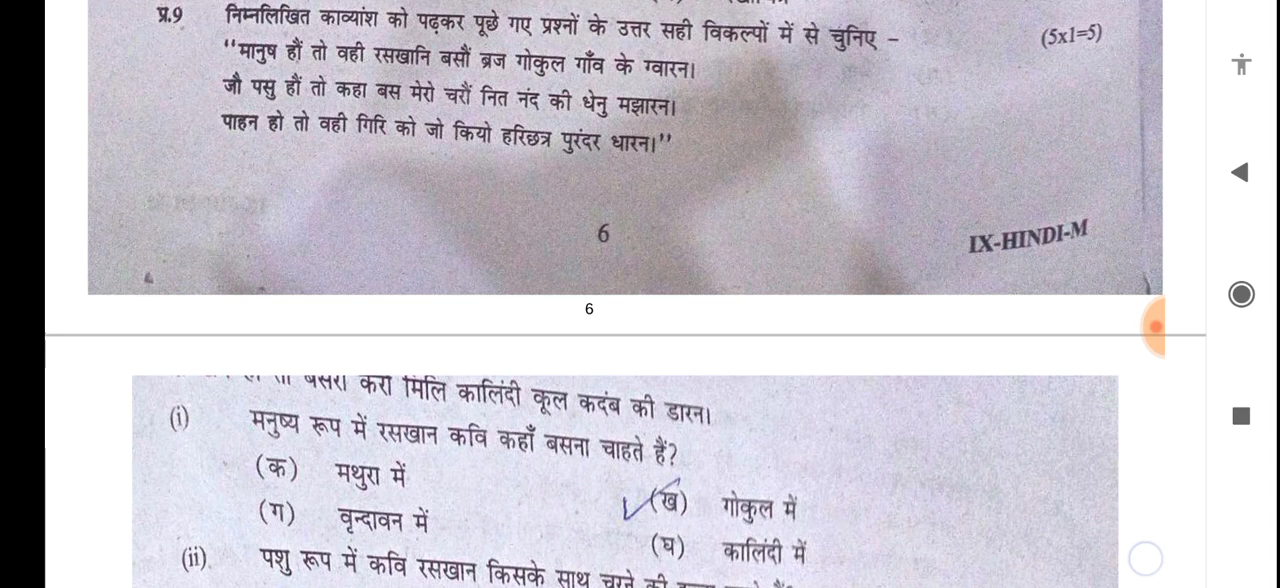 प्र.9 निम्नलिखित काव्यांश को पढ़कर पूछे गए प्रश्नों के उत्तर सही विकल्पों में से चुनिए – (5x1=5)
"मानुष हौं तो वही रसखानि बसौं ब्रज गोकुल गाँव के ग्वारन।
जौ पसु हौं तो कहा बस मेरो चरौं नित नंद की धेनु मझारन।
पाहन हो तो वही गिरि को जो कियो हरिछत्र पुरंदर धारन।"
6 IX-HINDI-M
6
बसेरा करौं मिलि कालिंदी कूल कदंब की डारन।
(i) मनुष्य रूप में रसखान कवि कहाँ बसना चाहते हैं?
(क) मथुरा में (ख) गोकुल में
(ग) वृन्दावन में (घ) कालिंदी में
(ii) पशु रूप में कवि रसखान किसके साथ चरने की